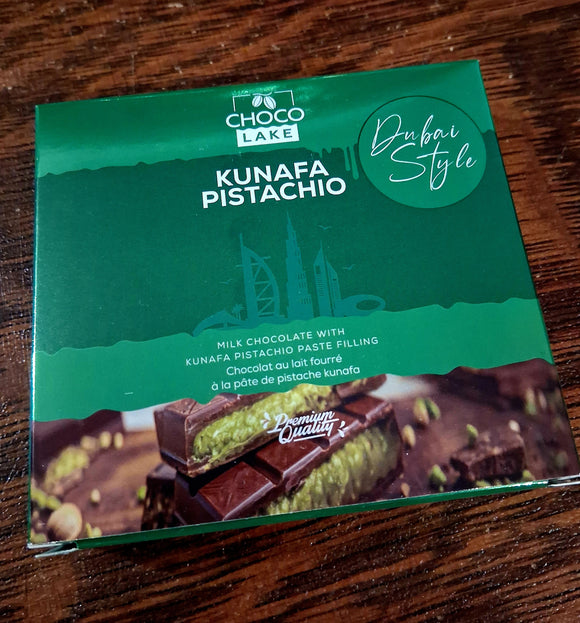 CHOCO
LAKE
Dubai
Style
KUNAFA
PISTACHIO
MILK CHOCOLATE WITH
KUNAFA PISTACHIO PASTE FILLING
Chocolat au lait fourré
à la pâte de pistache kunafa
Premium
Quality